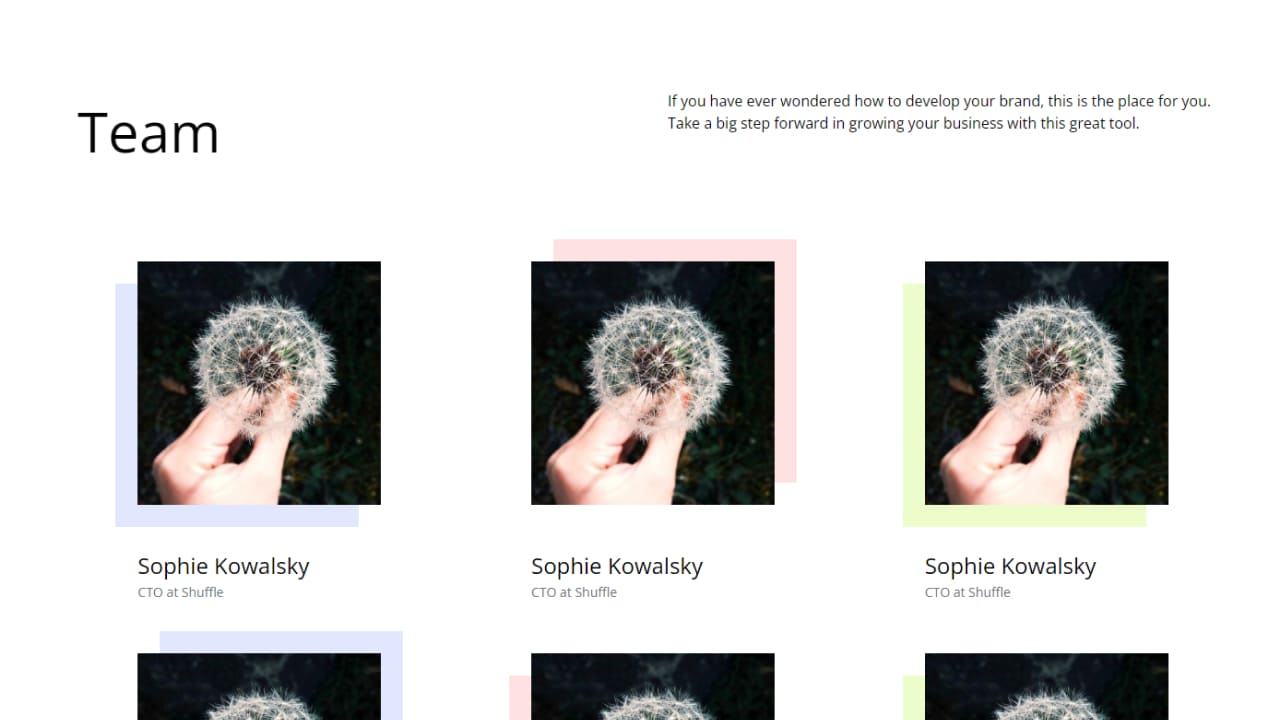 Team
If you have ever wondered how to develop your brand, this is the place for you.
Take a big step forward in growing your business with this great tool.
Sophie Kowalsky
CTO at Shuffle
Sophie Kowalsky
CTO at Shuffle
Sophie Kowalsky
CTO at Shuffle